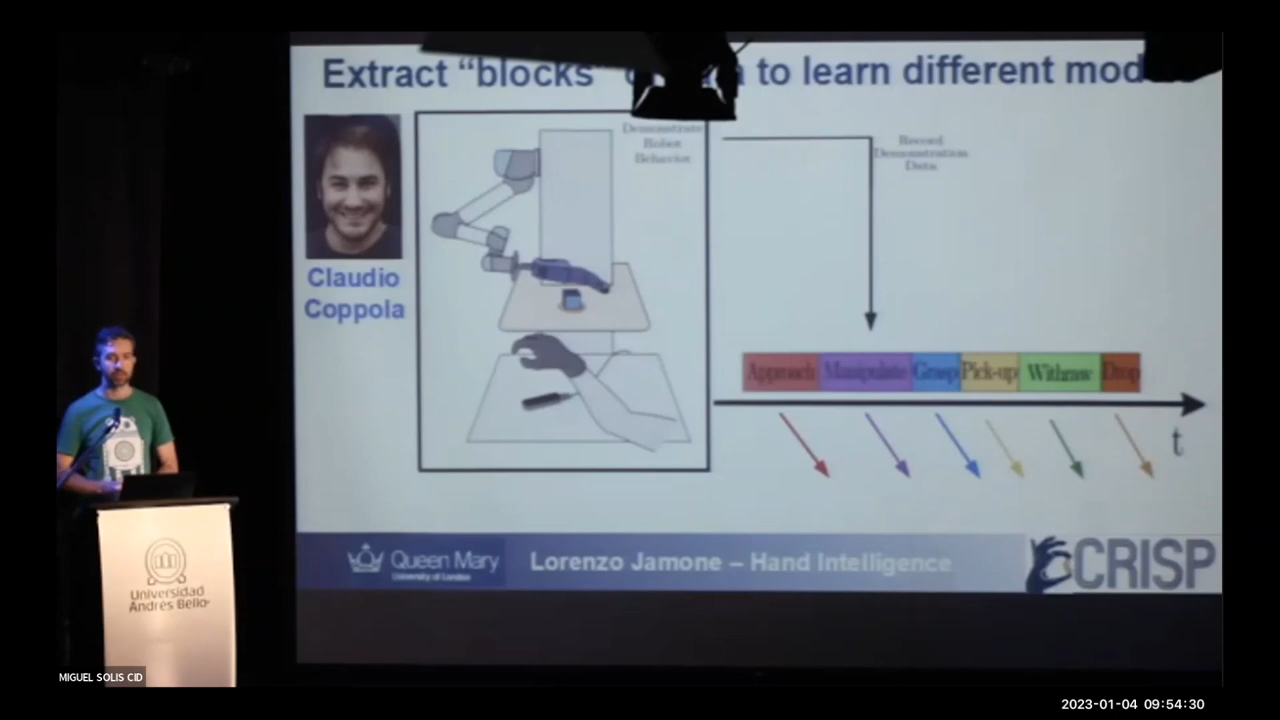 Extract “blocks” to learn different mod
Demonstrate
Robot
Behavior
Record
Demonstration
Data
Claudio
Coppola
Approach Manipulate Grasp Pick-up Withraw Drop
t
Queen Mary
University of London
Lorenzo Jamone – Hand Intelligence
CRISP
Universidad
Andrés Bello
MIGUEL SOLIS CID
2023-01-04 09:54:30